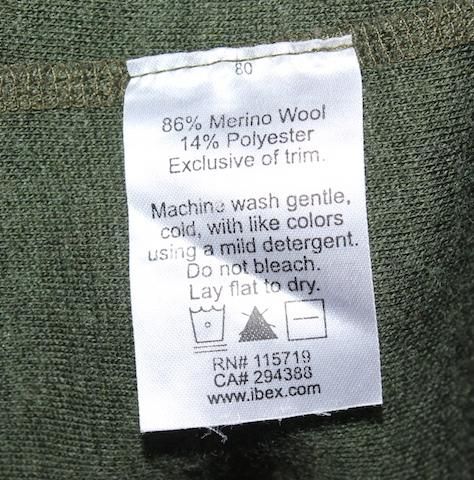 80
86% Merino Wool
14% Polyester
Exclusive of trim.
Machine wash gentle,
cold, with like colors
using a mild detergent.
Do not bleach.
Lay flat to dry.
RN# 115719
CA# 294388
www.ibex.com